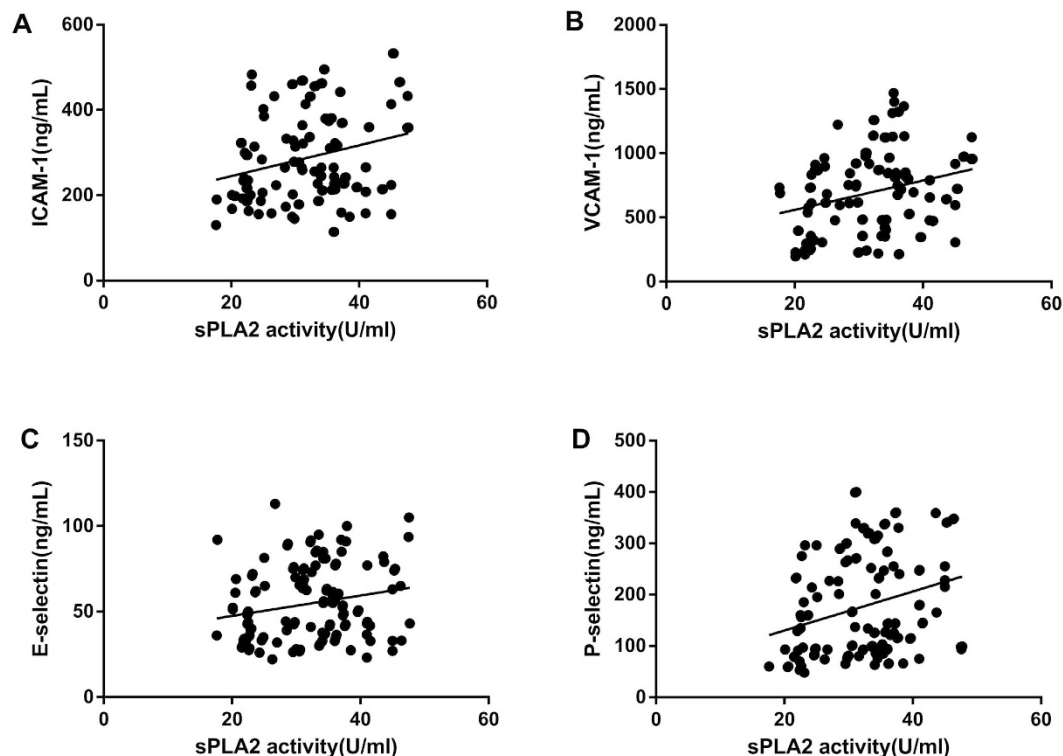 A
ICAM-1(ng/mL)
600
400
200
0
0 20 40 60
sPLA2 activity(U/ml)
B
VCAM-1(ng/mL)
2000
1500
1000
500
0
0 20 40 60
sPLA2 activity(U/ml)
C
E-selectin(ng/mL)
150
100
50
0
0 20 40 60
sPLA2 activity(U/ml)
D
P-selectin(ng/mL)
500
400
300
200
100
0
0 20 40 60
sPLA2 activity(U/ml)